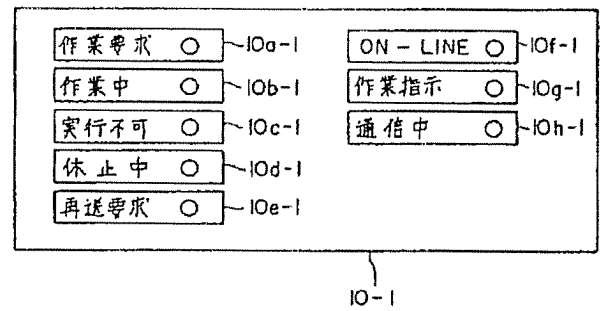 作業要求 ○ 10a-1
作業中 ○ 10b-1
実行不可 ○ 10c-1
休止中 ○ 10d-1
再送要求 ○ 10e-1
ON-LINE ○ 10f-1
作業指示 ○ 10g-1
通信中 ○ 10h-1
10-1